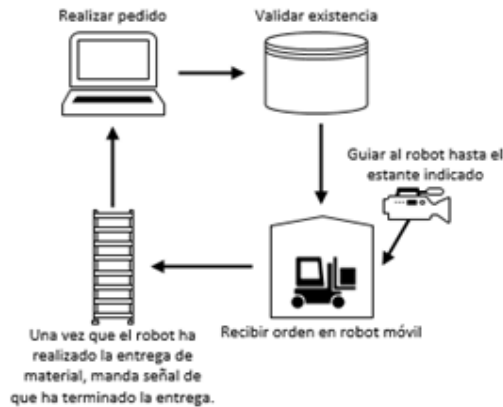 Realizar pedido
Validar existencia
Guiar al robot hasta el
estante indicado
Recibir orden en robot móvil
Una vez que el robot ha
realizado la entrega de
material, manda señal de
que ha terminado la entrega.